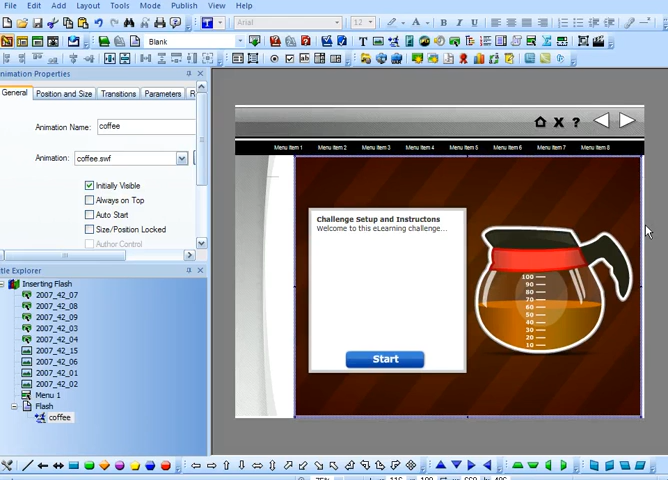 File Edit View Layout Tools Mode Publish View Help
T Arial 12 B I U
Blank
Animation Properties
General Position and Size Transitions Parameters R
Animation Name: coffee
Animation: coffee.swf
Initially Visible
Always on Top
Auto Start
Size/Position Locked
Author Control
Title Explorer
Inserting Flash
2007_42_07
2007_42_08
2007_42_09
2007_42_03
2007_42_04
2007_42_15
2007_42_06
2007_42_01
2007_42_02
Menu 1
Flash
coffee
X ?
Menu Item 1 Menu Item 2 Menu Item 3 Menu Item 4 Menu Item 5 Menu Item 6 Menu Item 7 Menu Item 8
Challenge Setup and Instructons
Welcome to this eLearning challenge...
Start
100
90
80
70
60
50
40
30
20
10
75%